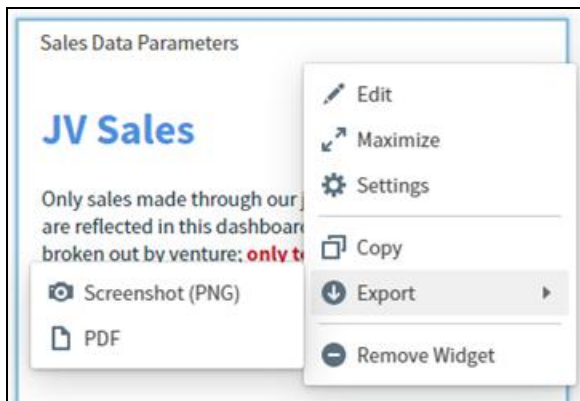 Sales Data Parameters
JV Sales
Only sales made through our
are reflected in this
broken out by venture; only
Edit
Maximize
Settings
Copy
Export
Remove Widget
Screenshot (PNG)
PDF